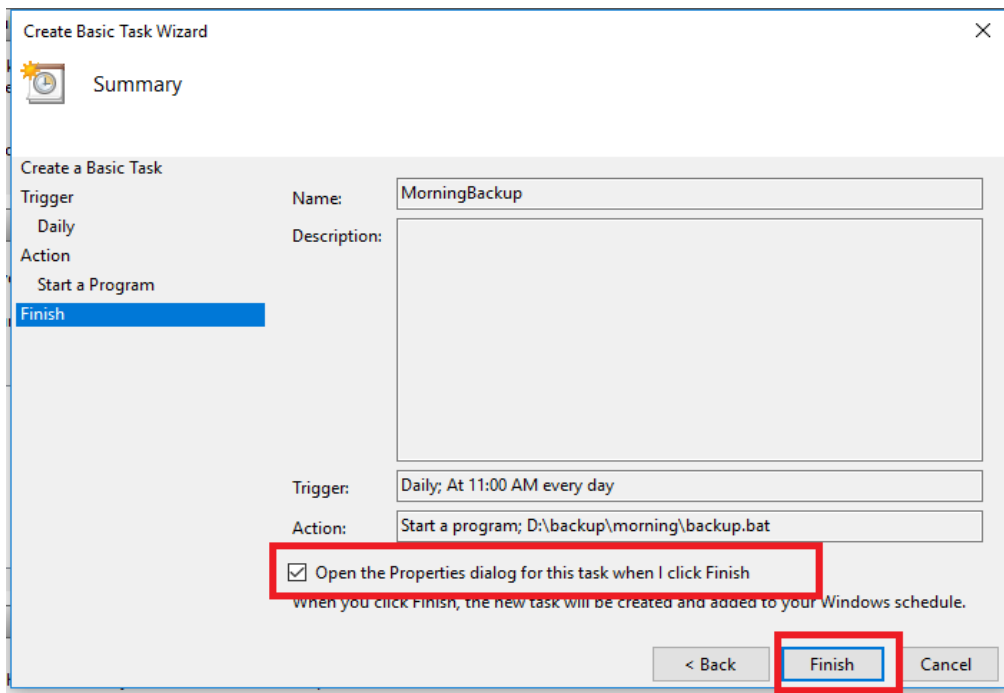 Create Basic Task Wizard
Summary
Create a Basic Task
Trigger
Daily
Action
Start a Program
Finish
Name: MorningBackup
Description:
Trigger: Daily; At 11:00 AM every day
Action: Start a program; D:\backup\morning\backup.bat
Open the Properties dialog for this task when I click Finish
When you click Finish, the new task will be created and added to your Windows schedule.
< Back Finish Cancel